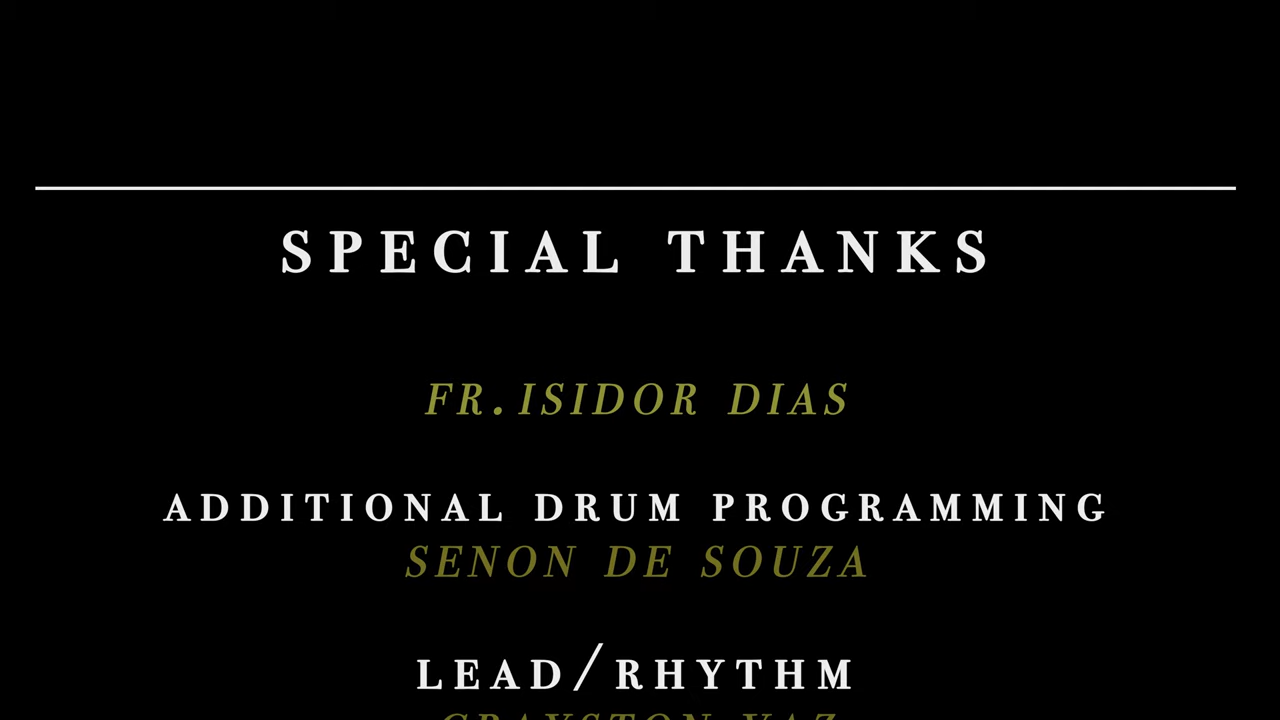 SPECIAL THANKS
FR. ISIDOR DIAS
ADDITIONAL DRUM PROGRAMMING
SENON DE SOUZA
LEAD/RHYTHM